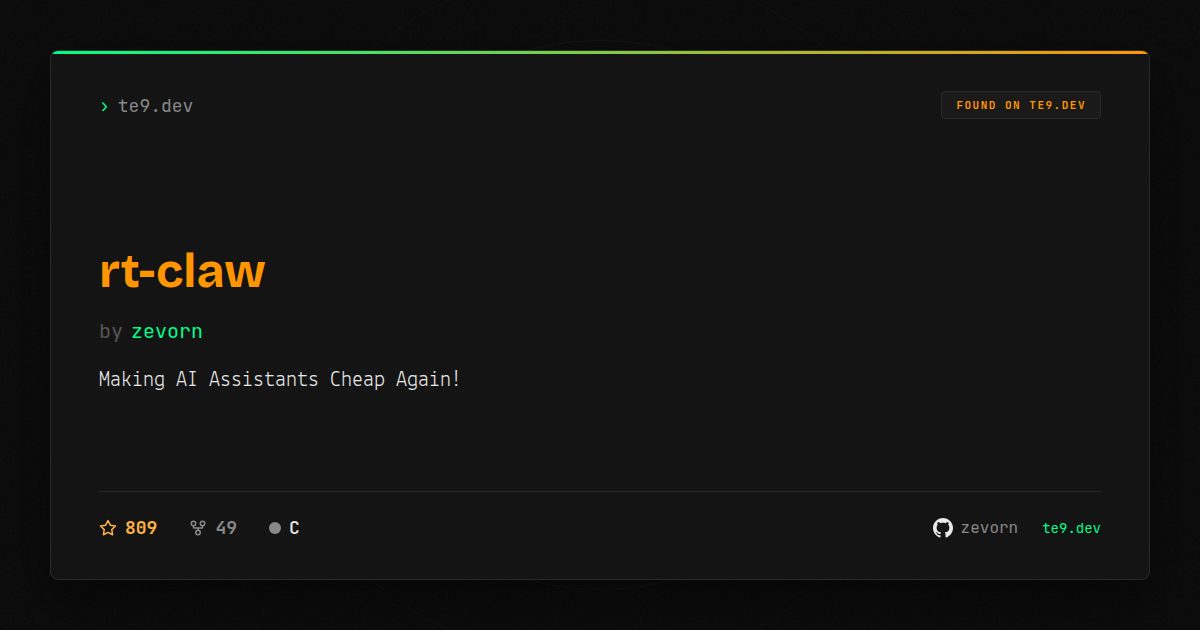 › te9.dev
FOUND ON TE9.DEV
rt-claw
by zevorn
Making AI Assistants Cheap Again!
809 49 C
zevorn te9.dev